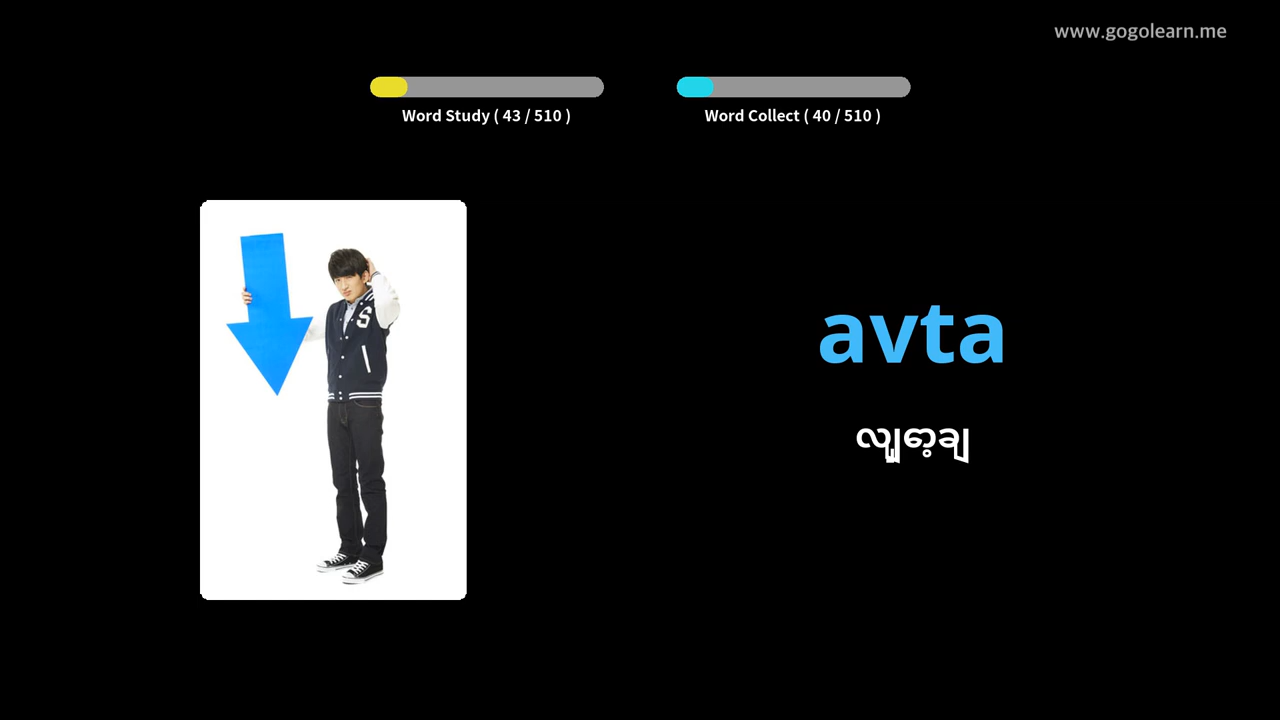 www.gogolearn.me
Word Study ( 43 / 510 )
Word Collect ( 40 / 510 )
S
avta
လျှော့ချ